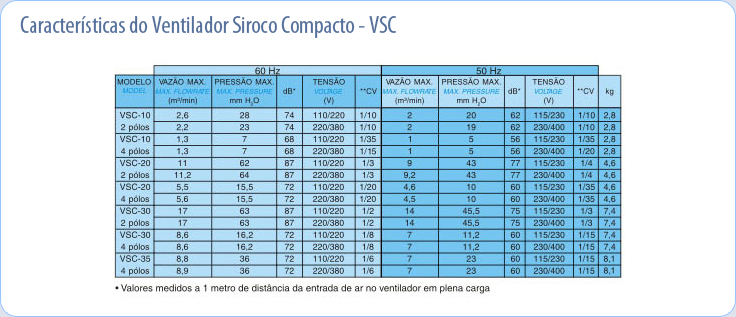 Características do Ventilador Siroco Compacto - VSC
60 Hz 50 Hz
MODELO VAZÃO MAX. PRESSÃO MAX. TENSÃO VAZÃO MAX. PRESSÃO MAX. TENSÃO
MODEL MAX. FLOWRATE MAX. PRESSURE dB* VOLTAGE **CV MAX. FLOWRATE MAX. PRESSURE dB* VOLTAGE **CV kg
(m³/min) mm H2O (V) (m³/min) mm H2O (V)
VSC-10 2,6 28 74 110/220 1/10 2 20 62 115/230 1/10 2,8
2 pólos 2,2 23 74 220/380 1/10 2 19 62 230/400 1/10 2,8
VSC-10 1,3 7 68 110/220 1/35 1 5 56 115/230 1/35 2,8
4 pólos 1,3 7 68 220/380 1/15 1 5 56 230/400 1/20 2,8
VSC-20 11 62 87 110/220 1/3 9 43 77 115/230 1/4 4,6
2 pólos 11,2 64 87 220/380 1/3 9,2 43 77 230/400 1/4 4,6
VSC-20 5,5 15,5 72 110/220 1/20 4,6 10 60 115/230 1/35 4,6
4 pólos 5,6 15,5 72 220/380 1/20 4,5 10 60 230/400 1/35 4,6
VSC-30 17 63 87 110/220 1/2 14 45,5 75 115/230 1/3 7,4
2 pólos 17 63 87 220/380 1/2 14 45,5 75 230/400 1/3 7,4
VSC-30 8,6 16,2 72 110/220 1/8 7 11,2 60 115/230 1/15 7,4
4 pólos 8,6 16,2 72 220/380 1/8 7 11,2 60 230/400 1/15 7,4
VSC-35 8,8 36 72 110/220 1/6 7 23 60 115/230 1/15 8,1
4 pólos 8,9 36 72 220/380 1/6 7 23 60 230/400 1/15 8,1
• Valores medidos a 1 metro de distância da entrada de ar no ventilador em plena carga